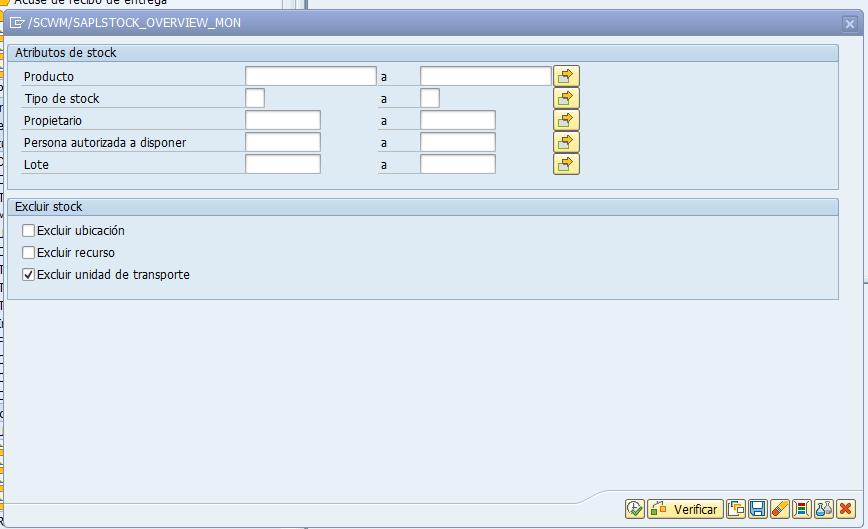 Acuse de recibo de entrega
/SCWM/SAPLSTOCK_OVERVIEW_MON
Atributos de stock
Producto a
Tipo de stock a
Propietario a
Persona autorizada a disponer a
Lote a
Excluir stock
Excluir ubicación
Excluir recurso
Excluir unidad de transporte
Verificar